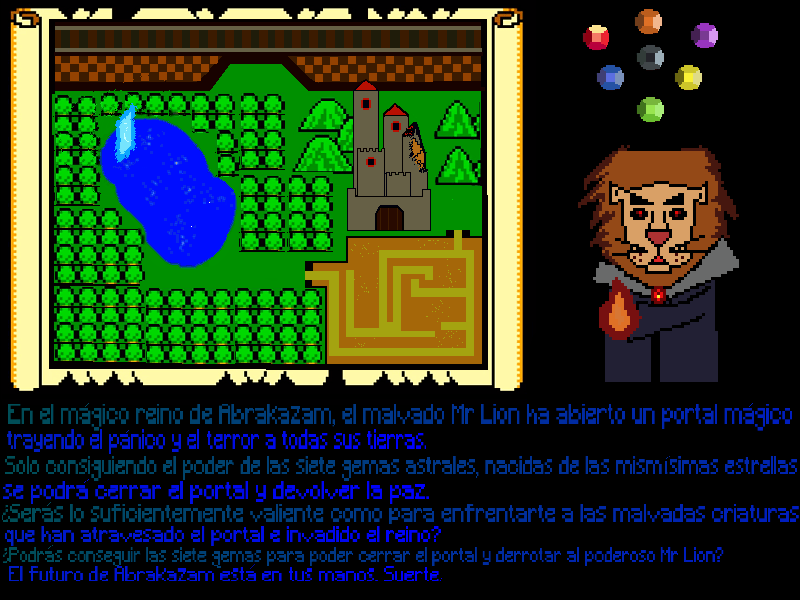 En el mágico reino de Abrakazam, el malvado Mr Lion ha abierto un portal mágico
trayendo el pánico y el terror a todas sus tierras.
Solo consiguiendo el poder de las siete gemas astrales, nacidas de las mismísimas estrellas
se podra cerrar el portal y devolver la paz.
¿Serás lo suficientemente valiente como para enfrentarte a las malvadas criaturas
que han atravesado el portal e invadido el reino?
¿Podrás conseguir las siete gemas para poder cerrar el portal y derrotar al poderoso Mr Lion?
El futuro de Abrakazam esta en tus manos. Suerte.